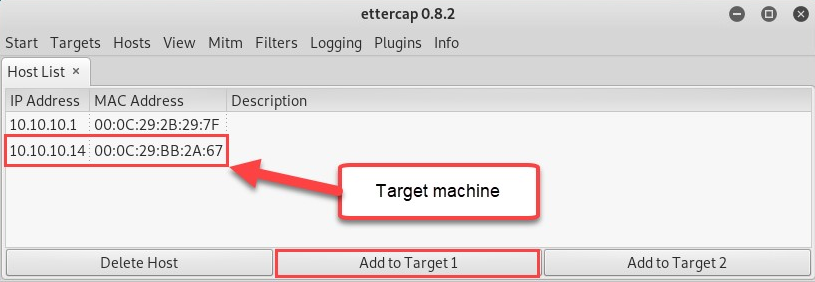 ettercap 0.8.2
Start Targets Hosts View Mitm Filters Logging Plugins Info
Host List ×
IP Address MAC Address Description
10.10.10.1 00:0C:29:2B:29:7F
10.10.10.14 00:0C:29:BB:2A:67
Target machine
Delete Host Add to Target 1 Add to Target 2